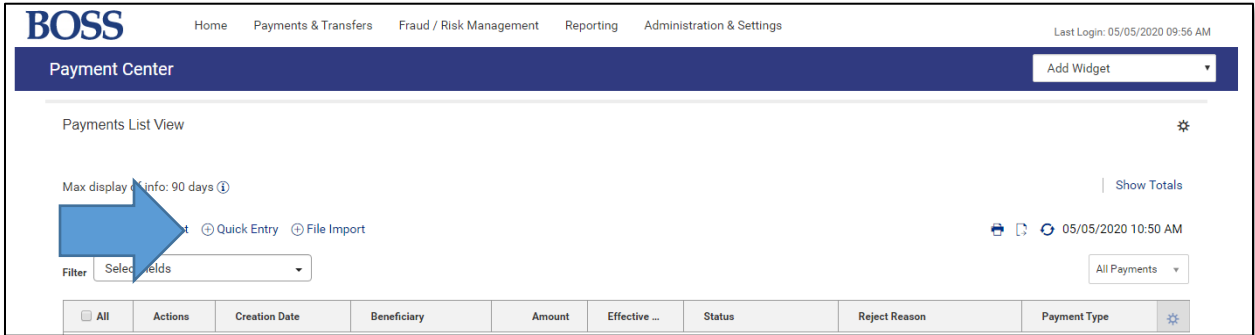 BOSS Home Payments & Transfers Fraud / Risk Management Reporting Administration & Settings Last Login: 05/05/2020 09:56 AM
Payment Center Add Widget
Payments List View
Max display of info: 90 days Show Totals
Quick Entry File Import 05/05/2020 10:50 AM
Filter Select fields All Payments
All Actions Creation Date Beneficiary Amount Effective ... Status Reject Reason Payment Type